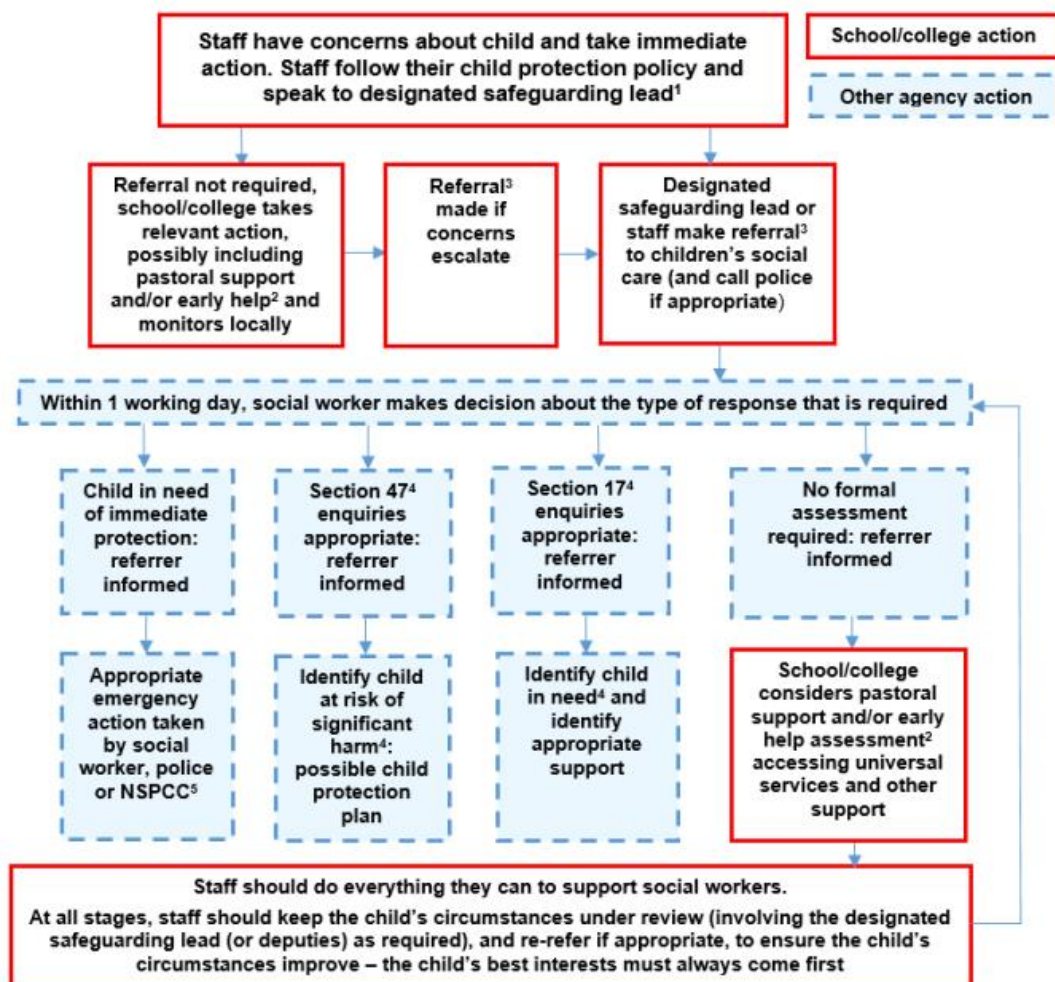 Staff have concerns about child and take immediate
action. Staff follow their child protection policy and
speak to designated safeguarding lead¹
School/college action
Other agency action
Referral not required,
school/college takes
relevant action,
possibly including
pastoral support
and/or early help² and
monitors locally
Referral³
made if
concerns
escalate
Designated
safeguarding lead or
staff make referral³
to children's social
care (and call police
if appropriate)
Within 1 working day, social worker makes decision about the type of response that is required
Child in need
of immediate
protection:
referrer
informed
Section 47⁴
enquiries
appropriate:
referrer
informed
Section 17⁴
enquiries
appropriate:
referrer
informed
No formal
assessment
required: referrer
informed
Appropriate
emergency
action taken
by social
worker, police
or NSPCC⁵
Identify child
at risk of
significant
harm⁴:
possible child
protection
plan
Identify child
in need⁴ and
identify
appropriate
support
School/college
considers pastoral
support and/or early
help assessment²
accessing universal
services and other
support
Staff should do everything they can to support social workers.
At all stages, staff should keep the child's circumstances under review (involving the designated
safeguarding lead (or deputies) as required), and re-refer if appropriate, to ensure the child's
circumstances improve – the child's best interests must always come first